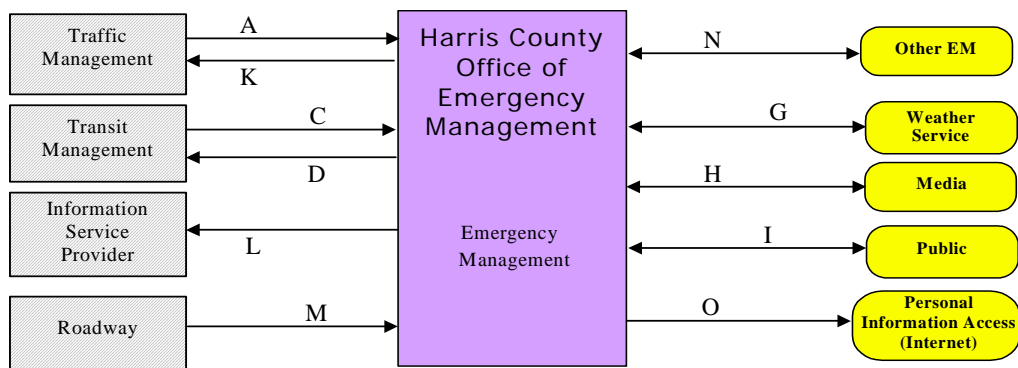 Traffic
Management
A
K
Transit
Management
C
D
Information
Service
Provider
L
Roadway
M
Harris County
Office of
Emergency
Management
Emergency
Management
N
Other EM
G
Weather
Service
H
Media
I
Public
O
Personal
Information Access
(Internet)